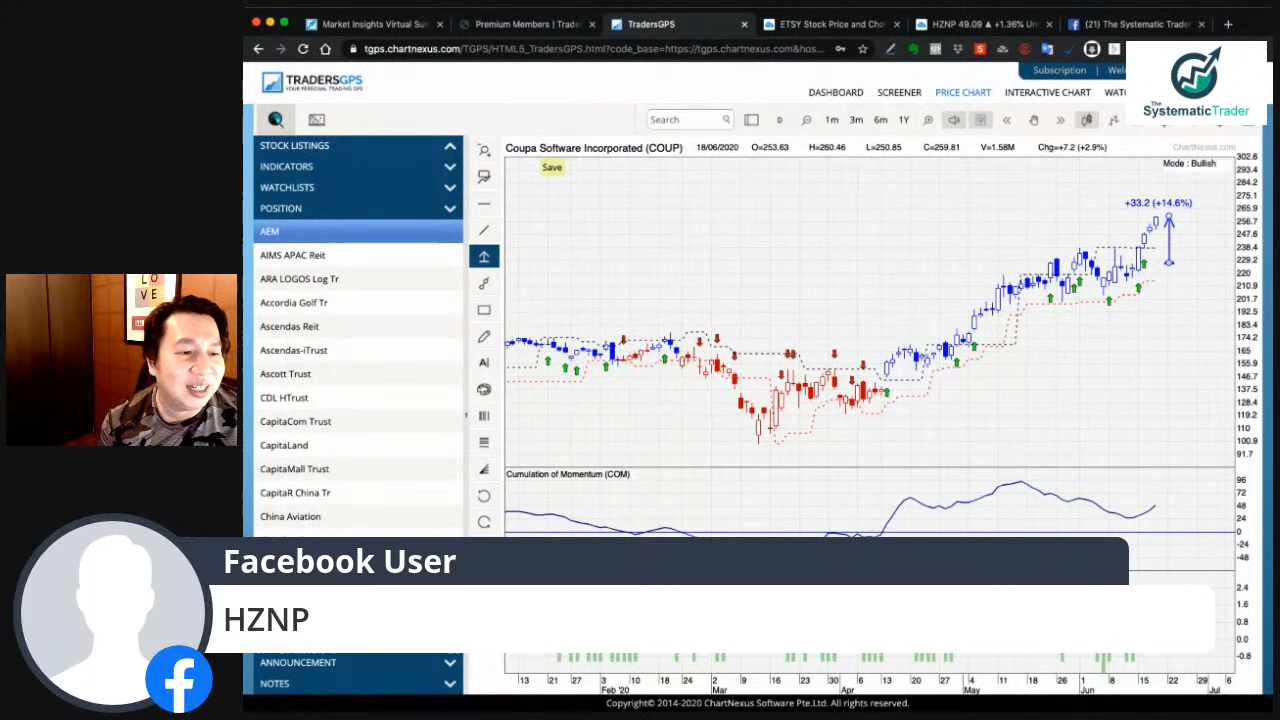 Market Insights Virtual Sun
Premium Members | Trade
TradersGPS
ETSY Stock Price and Cha
HZNP 49.09 ▲ +1.36% Un
(21) The Systematic Trader
tgps.chartnexus.com/TGPS/HTML5_TradersGPS.html?code_base=https://tgps.chartnexus.com&hos...
Subscription | Welc
TRADERSGPS
YOUR PERSONAL TRADING GPS
DASHBOARD SCREENER PRICE CHART INTERACTIVE CHART WATC
The
SystematicTrader
Search
D 1m 3m 6m 1Y
STOCK LISTINGS
INDICATORS
WATCHLISTS
POSITION
AEM
AIMS APAC Reit
ARA LOGOS Log Tr
Accordia Golf Tr
Ascendas Reit
Ascendas-iTrust
Ascott Trust
CDL HTrust
CapitaCom Trust
CapitaLand
CapitaMall Trust
CapitaR China Tr
China Aviation
ANNOUNCEMENT
NOTES
Coupa Software Incorporated (COUP) 18/06/2020 O=253.63 H=260.46 L=250.85 C=259.81 V=1.58M Chg=+7.2 (+2.9%) ChartNexus.com
Save
Mode : Bullish
+33.2 (+14.6%)
302.6
293.4
284.2
275.1
265.9
256.7
247.6
238.4
229.2
220
210.9
201.7
192.5
183.4
174.2
165
155.9
146.7
137.5
128.4
119.2
110
100.9
91.7
Cumulation of Momentum (COM)
96
72
48
24
0
-24
-48
2.4
1.6
0.8
0.0
-0.8
13 21 27 3 10 18 24 2 9 16 23 30 6 13 20 27 4 11 18 26 1 8 15 22 29 6
Feb '20 Mar Apr May Jun Jul
Copyright© 2014-2020 ChartNexus Software Pte.Ltd. All rights reserved.
LOVE
Facebook User
HZNP